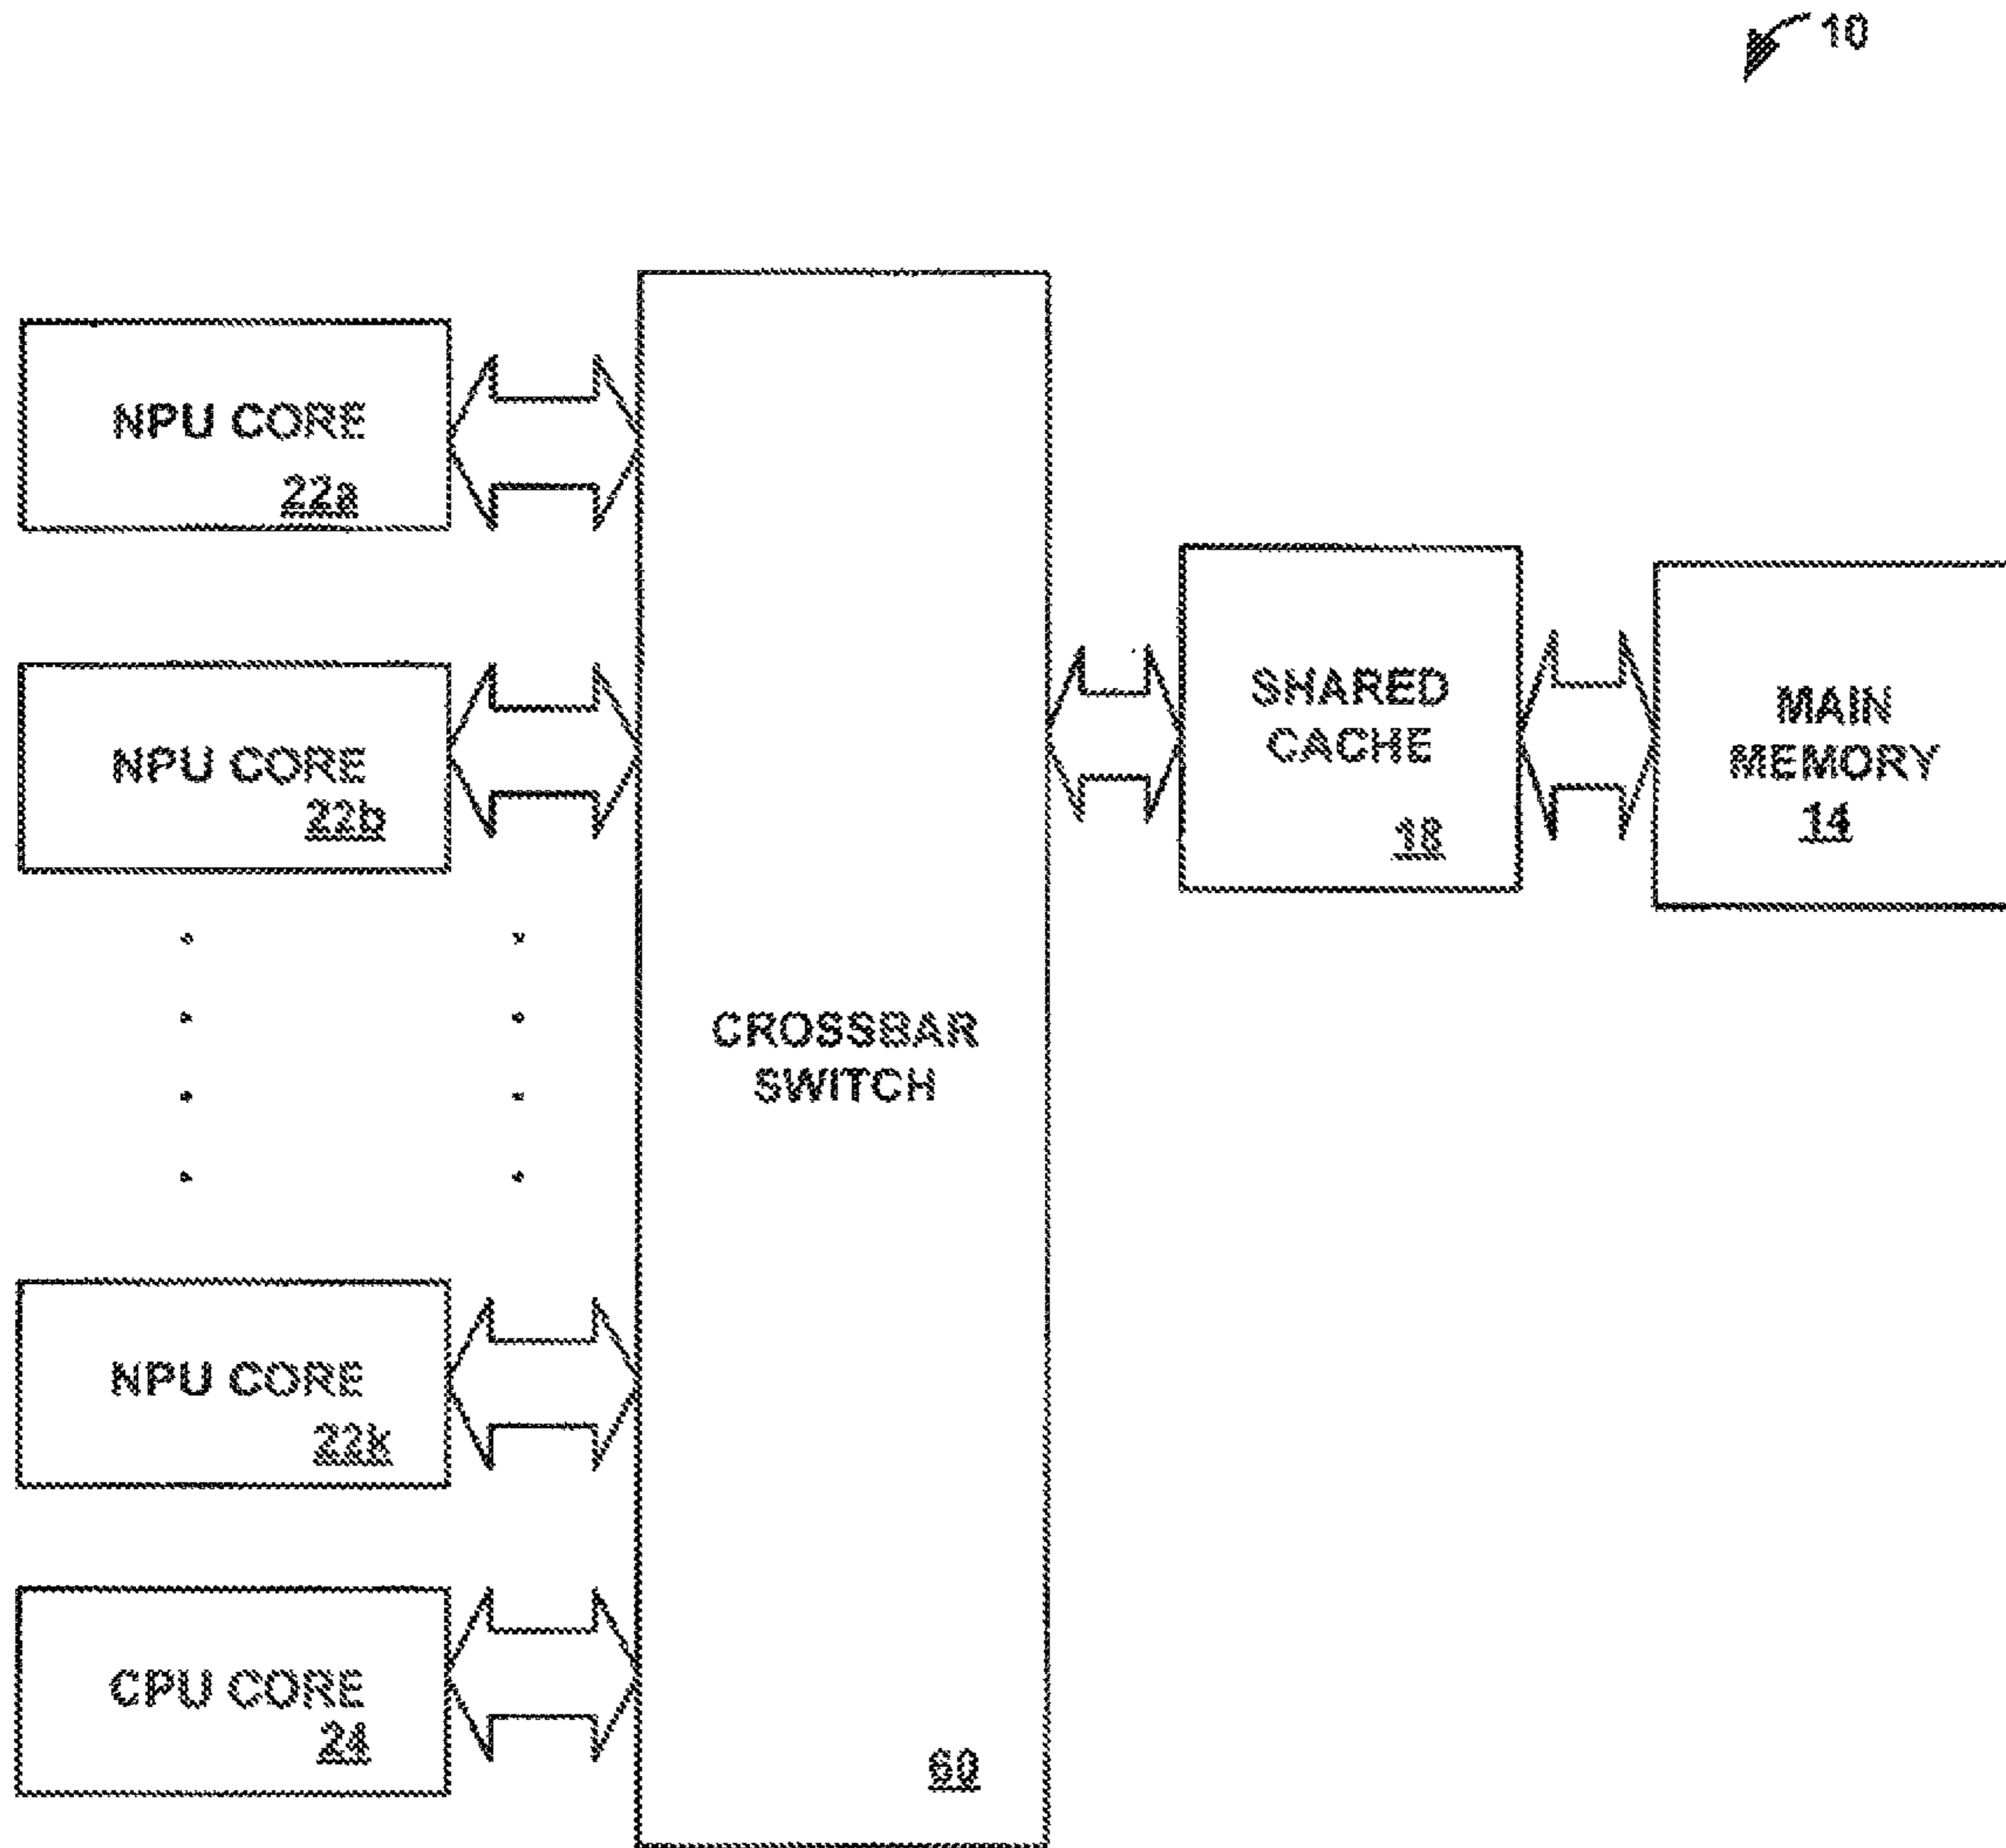 10
NPU CORE
22a
NPU CORE
22b
NPU CORE
22k
CPU CORE
24
CROSSBAR
SWITCH
60
SHARED
CACHE
18
MAIN
MEMORY
14